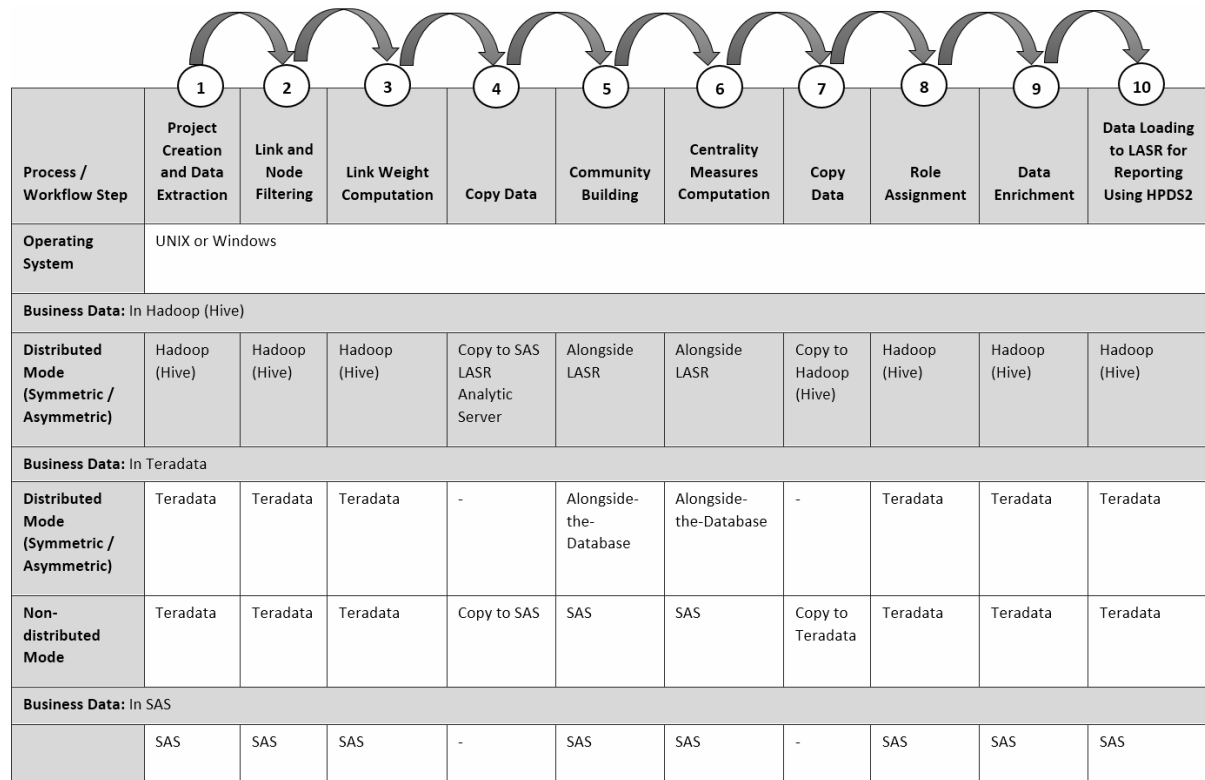 1 2 3 4 5 6 7 8 9 10
Process /
Workflow Step
Project
Creation
and Data
Extraction
Link and
Node
Filtering
Link Weight
Computation
Copy Data
Community
Building
Centrality
Measures
Computation
Copy
Data
Role
Assignment
Data
Enrichment
Data Loading
to LASR for
Reporting
Using HPDS2
Operating
System
UNIX or Windows
Business Data: In Hadoop (Hive)
Distributed
Mode
(Symmetric /
Asymmetric)
Hadoop
(Hive)
Hadoop
(Hive)
Hadoop
(Hive)
Copy to SAS
LASR
Analytic
Server
Alongside
LASR
Alongside
LASR
Copy to
Hadoop
(Hive)
Hadoop
(Hive)
Hadoop
(Hive)
Hadoop
(Hive)
Business Data: In Teradata
Distributed
Mode
(Symmetric /
Asymmetric)
Teradata
Teradata
Teradata
-
Alongside-
the-
Database
Alongside-
the-Database
-
Teradata
Teradata
Teradata
Non-
distributed
Mode
Teradata
Teradata
Teradata
Copy to SAS
SAS
SAS
Copy to
Teradata
Teradata
Teradata
Teradata
Business Data: In SAS
SAS
SAS
SAS
-
SAS
SAS
-
SAS
SAS
SAS